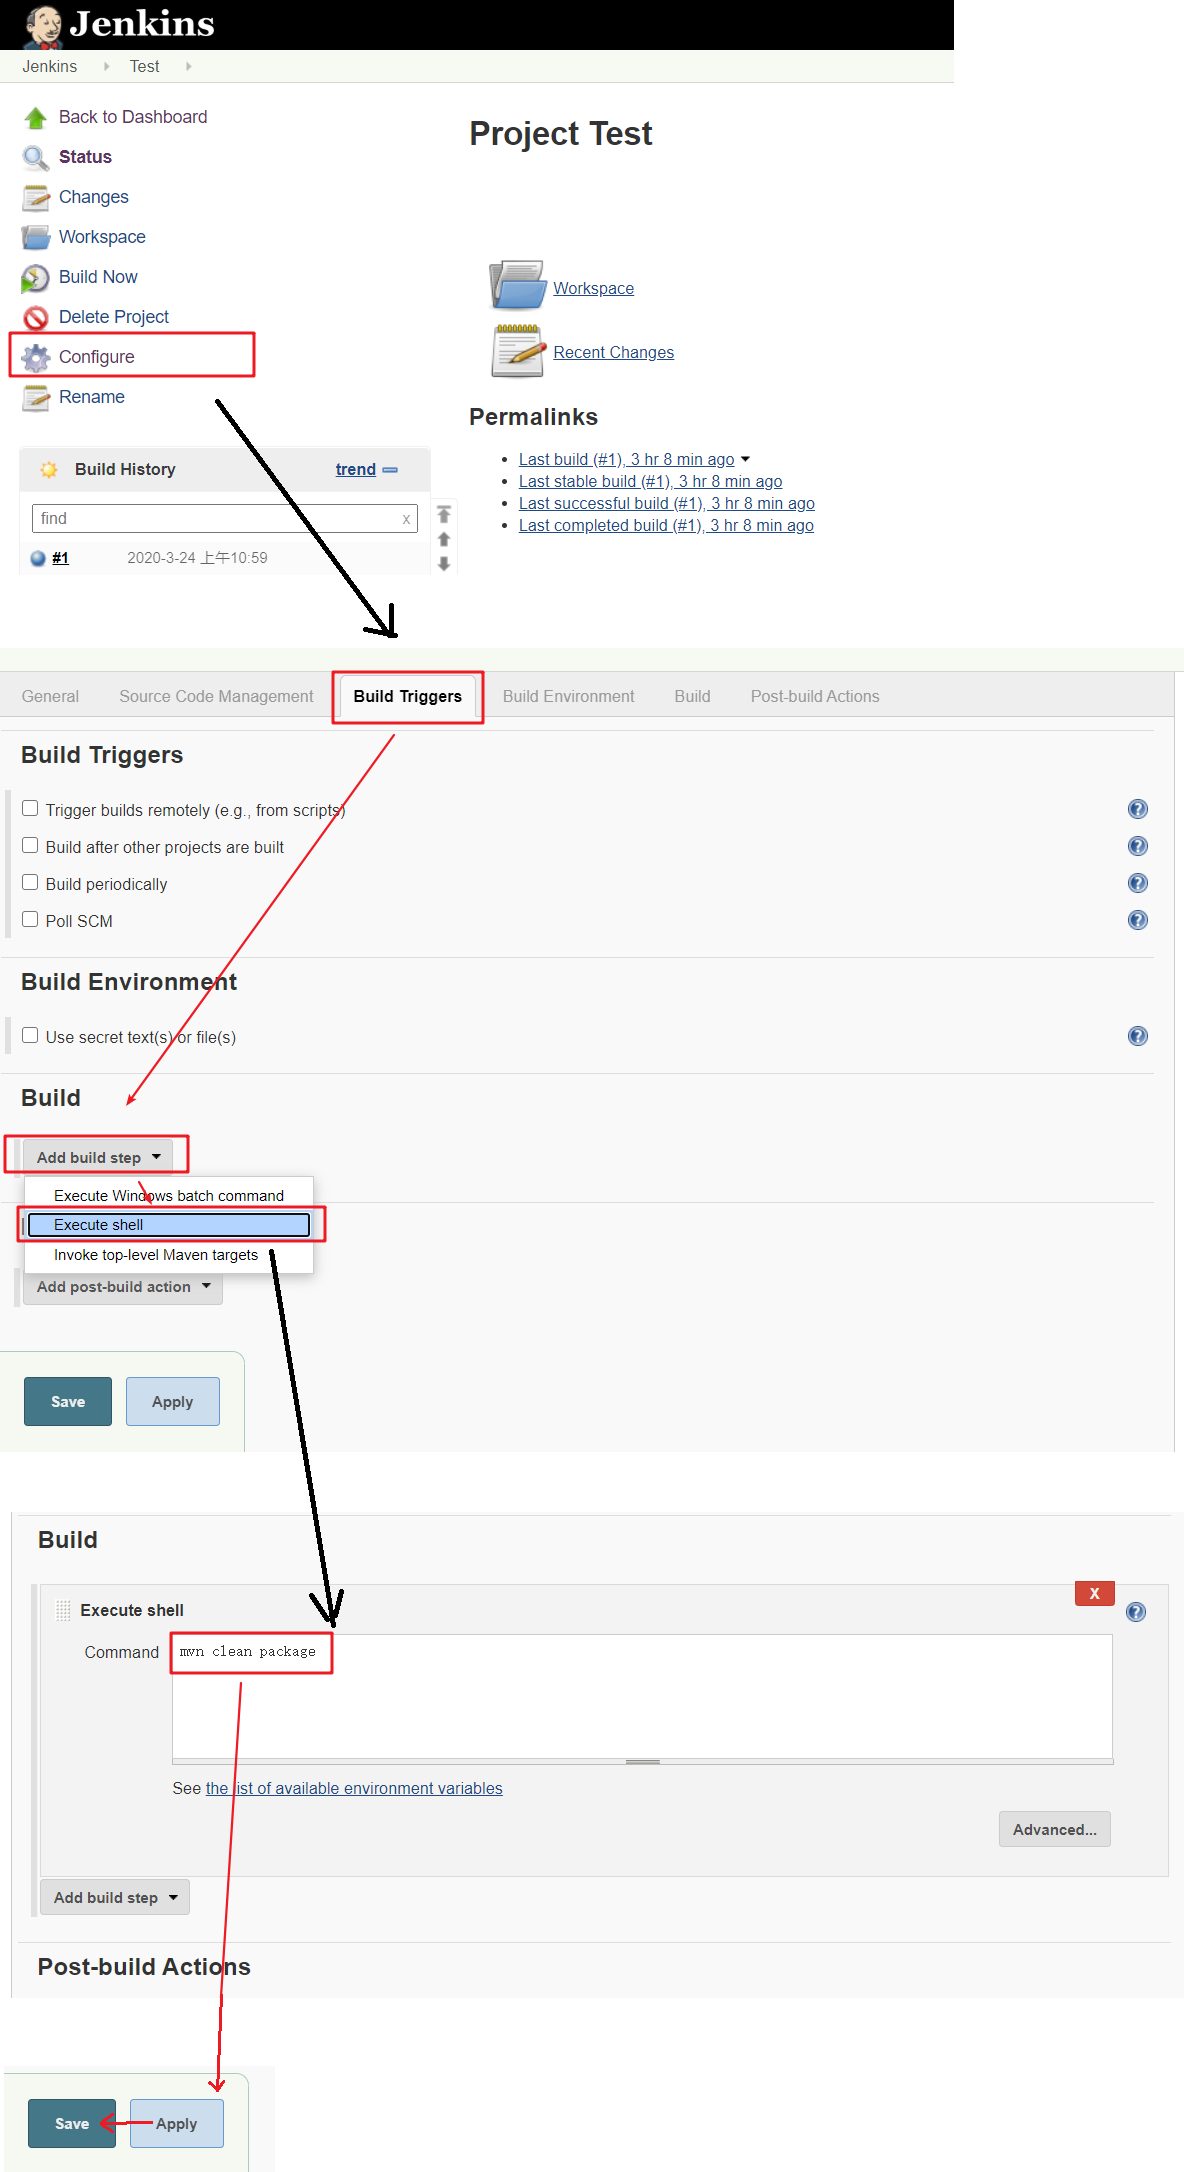 Jenkins
Jenkins Test
Back to Dashboard
Status
Changes
Workspace
Build Now
Delete Project
Configure
Rename
Project Test
Workspace
Recent Changes
Permalinks
Last build (#1), 3 hr 8 min ago
Last stable build (#1), 3 hr 8 min ago
Last successful build (#1), 3 hr 8 min ago
Last completed build (#1), 3 hr 8 min ago
Build History trend
find x
#1 2020-3-24 上午10:59
General Source Code Management Build Triggers Build Environment Build Post-build Actions
Build Triggers
Trigger builds remotely (e.g., from scripts)
Build after other projects are built
Build periodically
Poll SCM
Build Environment
Use secret text(s) or file(s)
Build
Add build step
Execute Windows batch command
Execute shell
Invoke top-level Maven targets
Add post-build action
Save Apply
Build
X
Execute shell
Command mvn clean package
See the list of available environment variables
Advanced...
Add build step
Post-build Actions
Save Apply